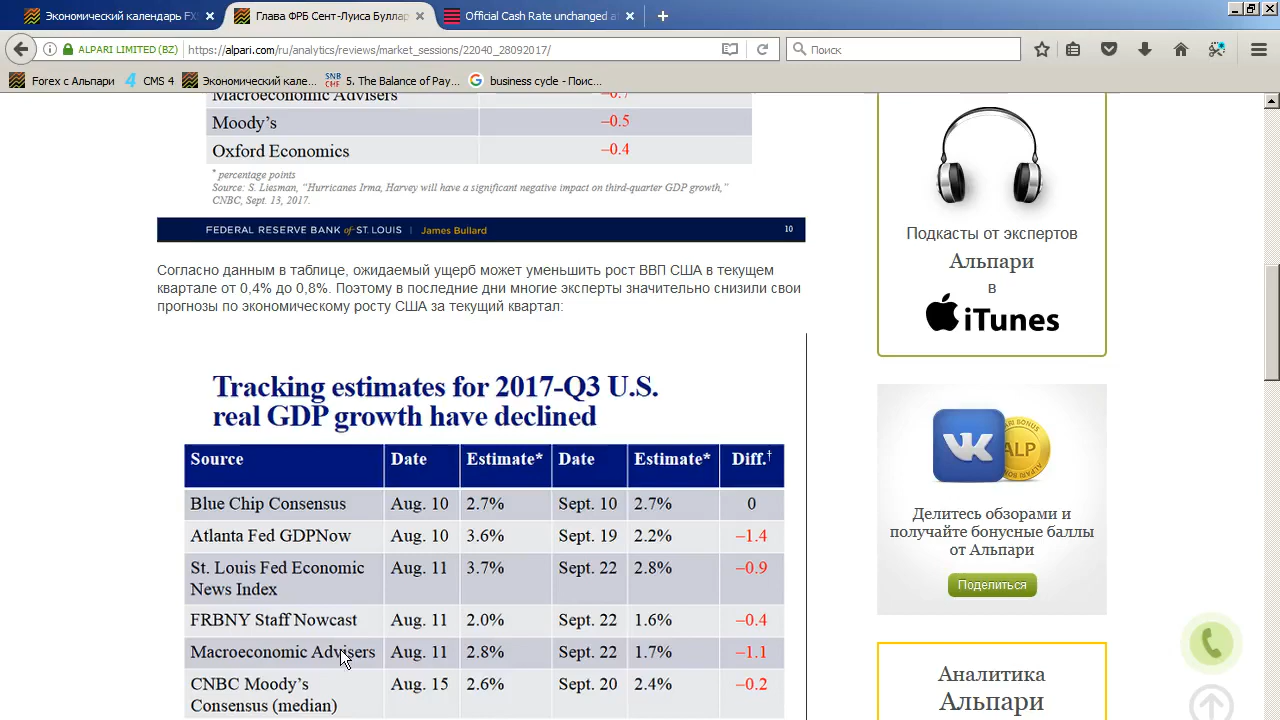 Экономический календарь FX
Глава ФРБ Сент-Луиса Буллар
Official Cash Rate unchanged a
ALPARI LIMITED (BZ)
https://alpari.com/ru/analytics/reviews/market_sessions/22040_28092017/
Поиск
Forex с Альпари
CMS 4
Экономический кале...
SNB CHF
5. The Balance of Pay...
business cycle - Поис...
Macroeconomic Advisers –0.7
Moody’s –0.5
Oxford Economics –0.4
* percentage points
Source: S. Liesman, “Hurricanes Irma, Harvey will have a significant negative impact on third-quarter GDP growth,”
CNBC, Sept. 13, 2017.
FEDERAL RESERVE BANK of ST. LOUIS | James Bullard 10
Согласно данным в таблице, ожидаемый ущерб может уменьшить рост ВВП США в текущем
квартале от 0,4% до 0,8%. Поэтому в последние дни многие эксперты значительно снизили свои
прогнозы по экономическому росту США за текущий квартал:
Tracking estimates for 2017-Q3 U.S.
real GDP growth have declined
Source Date Estimate* Date Estimate* Diff.†
Blue Chip Consensus Aug. 10 2.7% Sept. 10 2.7% 0
Atlanta Fed GDPNow Aug. 10 3.6% Sept. 19 2.2% –1.4
St. Louis Fed Economic Aug. 11 3.7% Sept. 22 2.8% –0.9
News Index
FRBNY Staff Nowcast Aug. 11 2.0% Sept. 22 1.6% –0.4
Macroeconomic Advisers Aug. 11 2.8% Sept. 22 1.7% –1.1
CNBC Moody’s Aug. 15 2.6% Sept. 20 2.4% –0.2
Consensus (median)
Подкасты от экспертов
Альпари
в
iTunes
ALPARI BONUS
ALP
Делитесь обзорами и
получайте бонусные баллы
от Альпари
Поделиться
Аналитика
Альпари